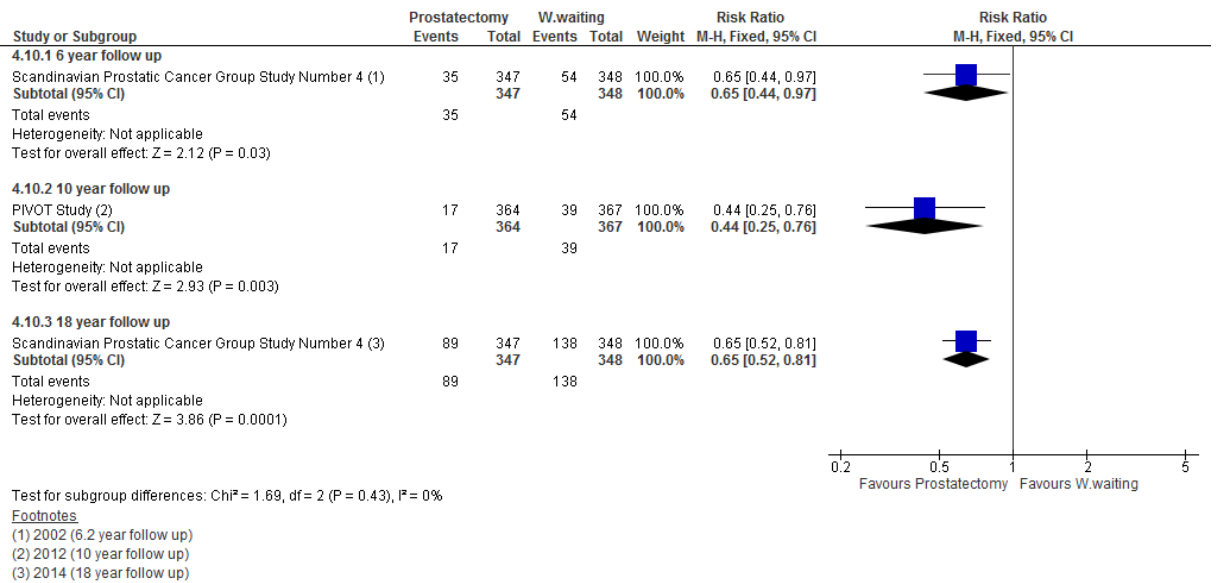 Prostatectomy W.waiting Risk Ratio Risk Ratio
Study or Subgroup Events Total Events Total Weight M-H, Fixed, 95% CI M-H, Fixed, 95% CI
4.10.1 6 year follow up
Scandinavian Prostatic Cancer Group Study Number 4 (1) 35 347 54 348 100.0% 0.65 [0.44, 0.97]
Subtotal (95% CI) 347 348 100.0% 0.65 [0.44, 0.97]
Total events 35 54
Heterogeneity: Not applicable
Test for overall effect: Z = 2.12 (P = 0.03)
4.10.2 10 year follow up
PIVOT Study (2) 17 364 39 367 100.0% 0.44 [0.25, 0.76]
Subtotal (95% CI) 364 367 100.0% 0.44 [0.25, 0.76]
Total events 17 39
Heterogeneity: Not applicable
Test for overall effect: Z = 2.93 (P = 0.003)
4.10.3 18 year follow up
Scandinavian Prostatic Cancer Group Study Number 4 (3) 89 347 138 348 100.0% 0.65 [0.52, 0.81]
Subtotal (95% CI) 347 348 100.0% 0.65 [0.52, 0.81]
Total events 89 138
Heterogeneity: Not applicable
Test for overall effect: Z = 3.86 (P = 0.0001)
0.2 0.5 1 2 5
Favours Prostatectomy Favours W.waiting
Test for subgroup differences: Chi² = 1.69, df = 2 (P = 0.43), I² = 0%
Footnotes
(1) 2002 (6.2 year follow up)
(2) 2012 (10 year follow up)
(3) 2014 (18 year follow up)